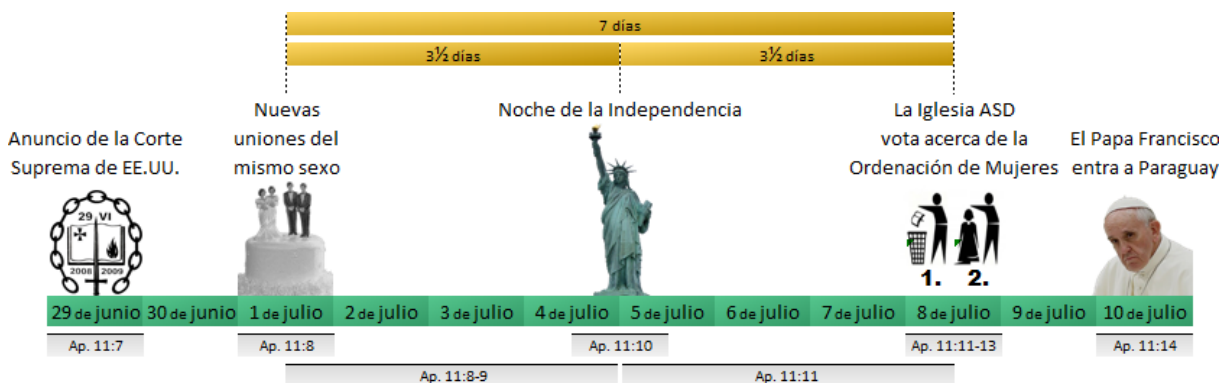 7 días
3½ días
3½ días
Anuncio de la Corte
Suprema de EE.UU.
Nuevas
uniones del
mismo sexo
Noche de la Independencia
La Iglesia ASD
vota acerca de la
Ordenación de Mujeres
El Papa Francisco
entra a Paraguay
29 VI
2008 2009
1. 2.
29 de junio 30 de junio 1 de julio 2 de julio 3 de julio 4 de julio 5 de julio 6 de julio 7 de julio 8 de julio 9 de julio 10 de julio
Ap. 11:7 Ap. 11:8 Ap. 11:10 Ap. 11:11-13 Ap. 11:14
Ap. 11:8-9 Ap. 11:11